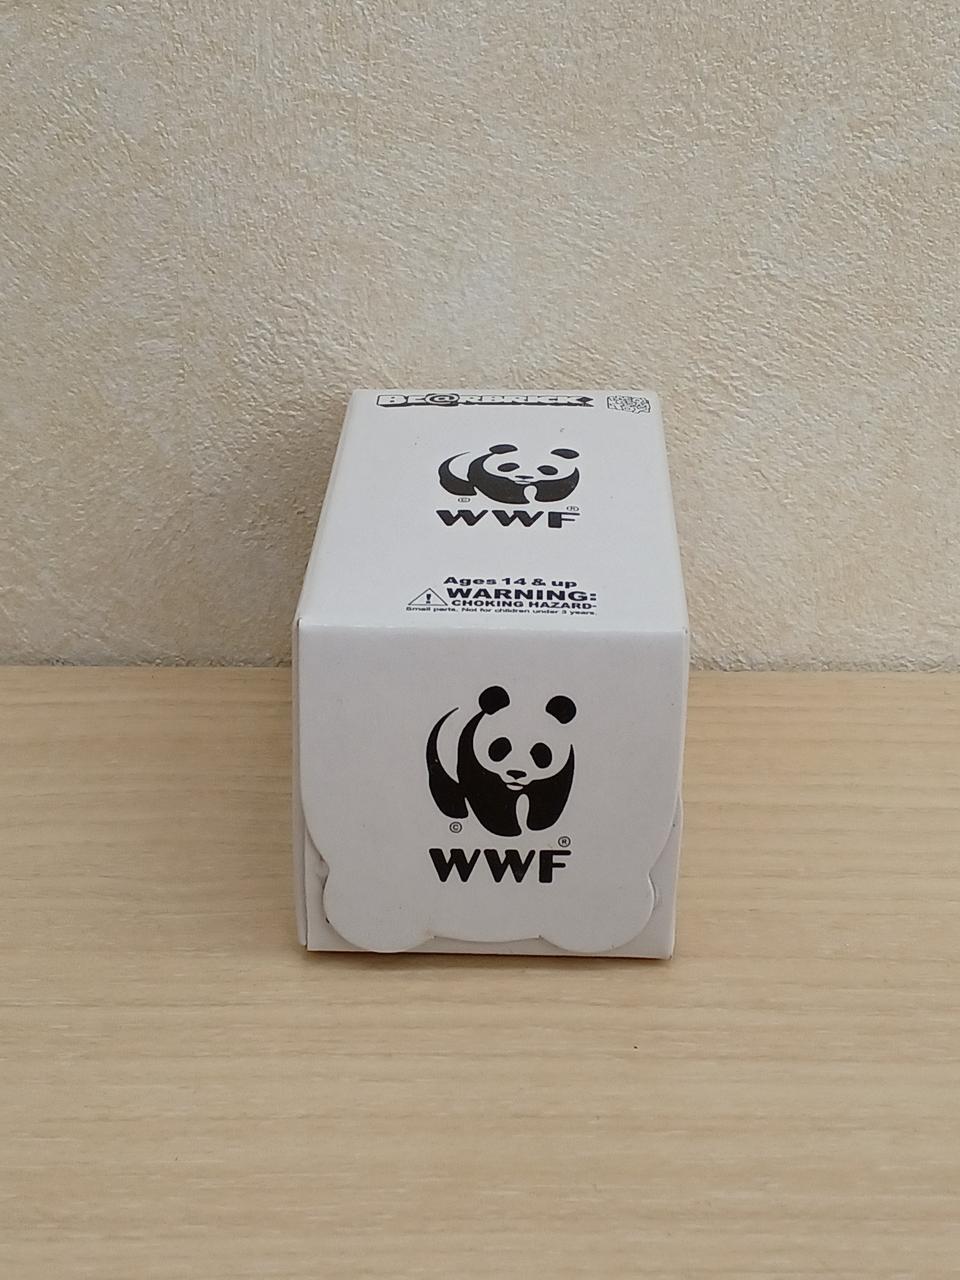 BE@RBRICK
©
®
WWF
Ages 14 & up
WARNING:
CHOKING HAZARD-
Small parts. Not for children under 3 years.
©
®
WWF